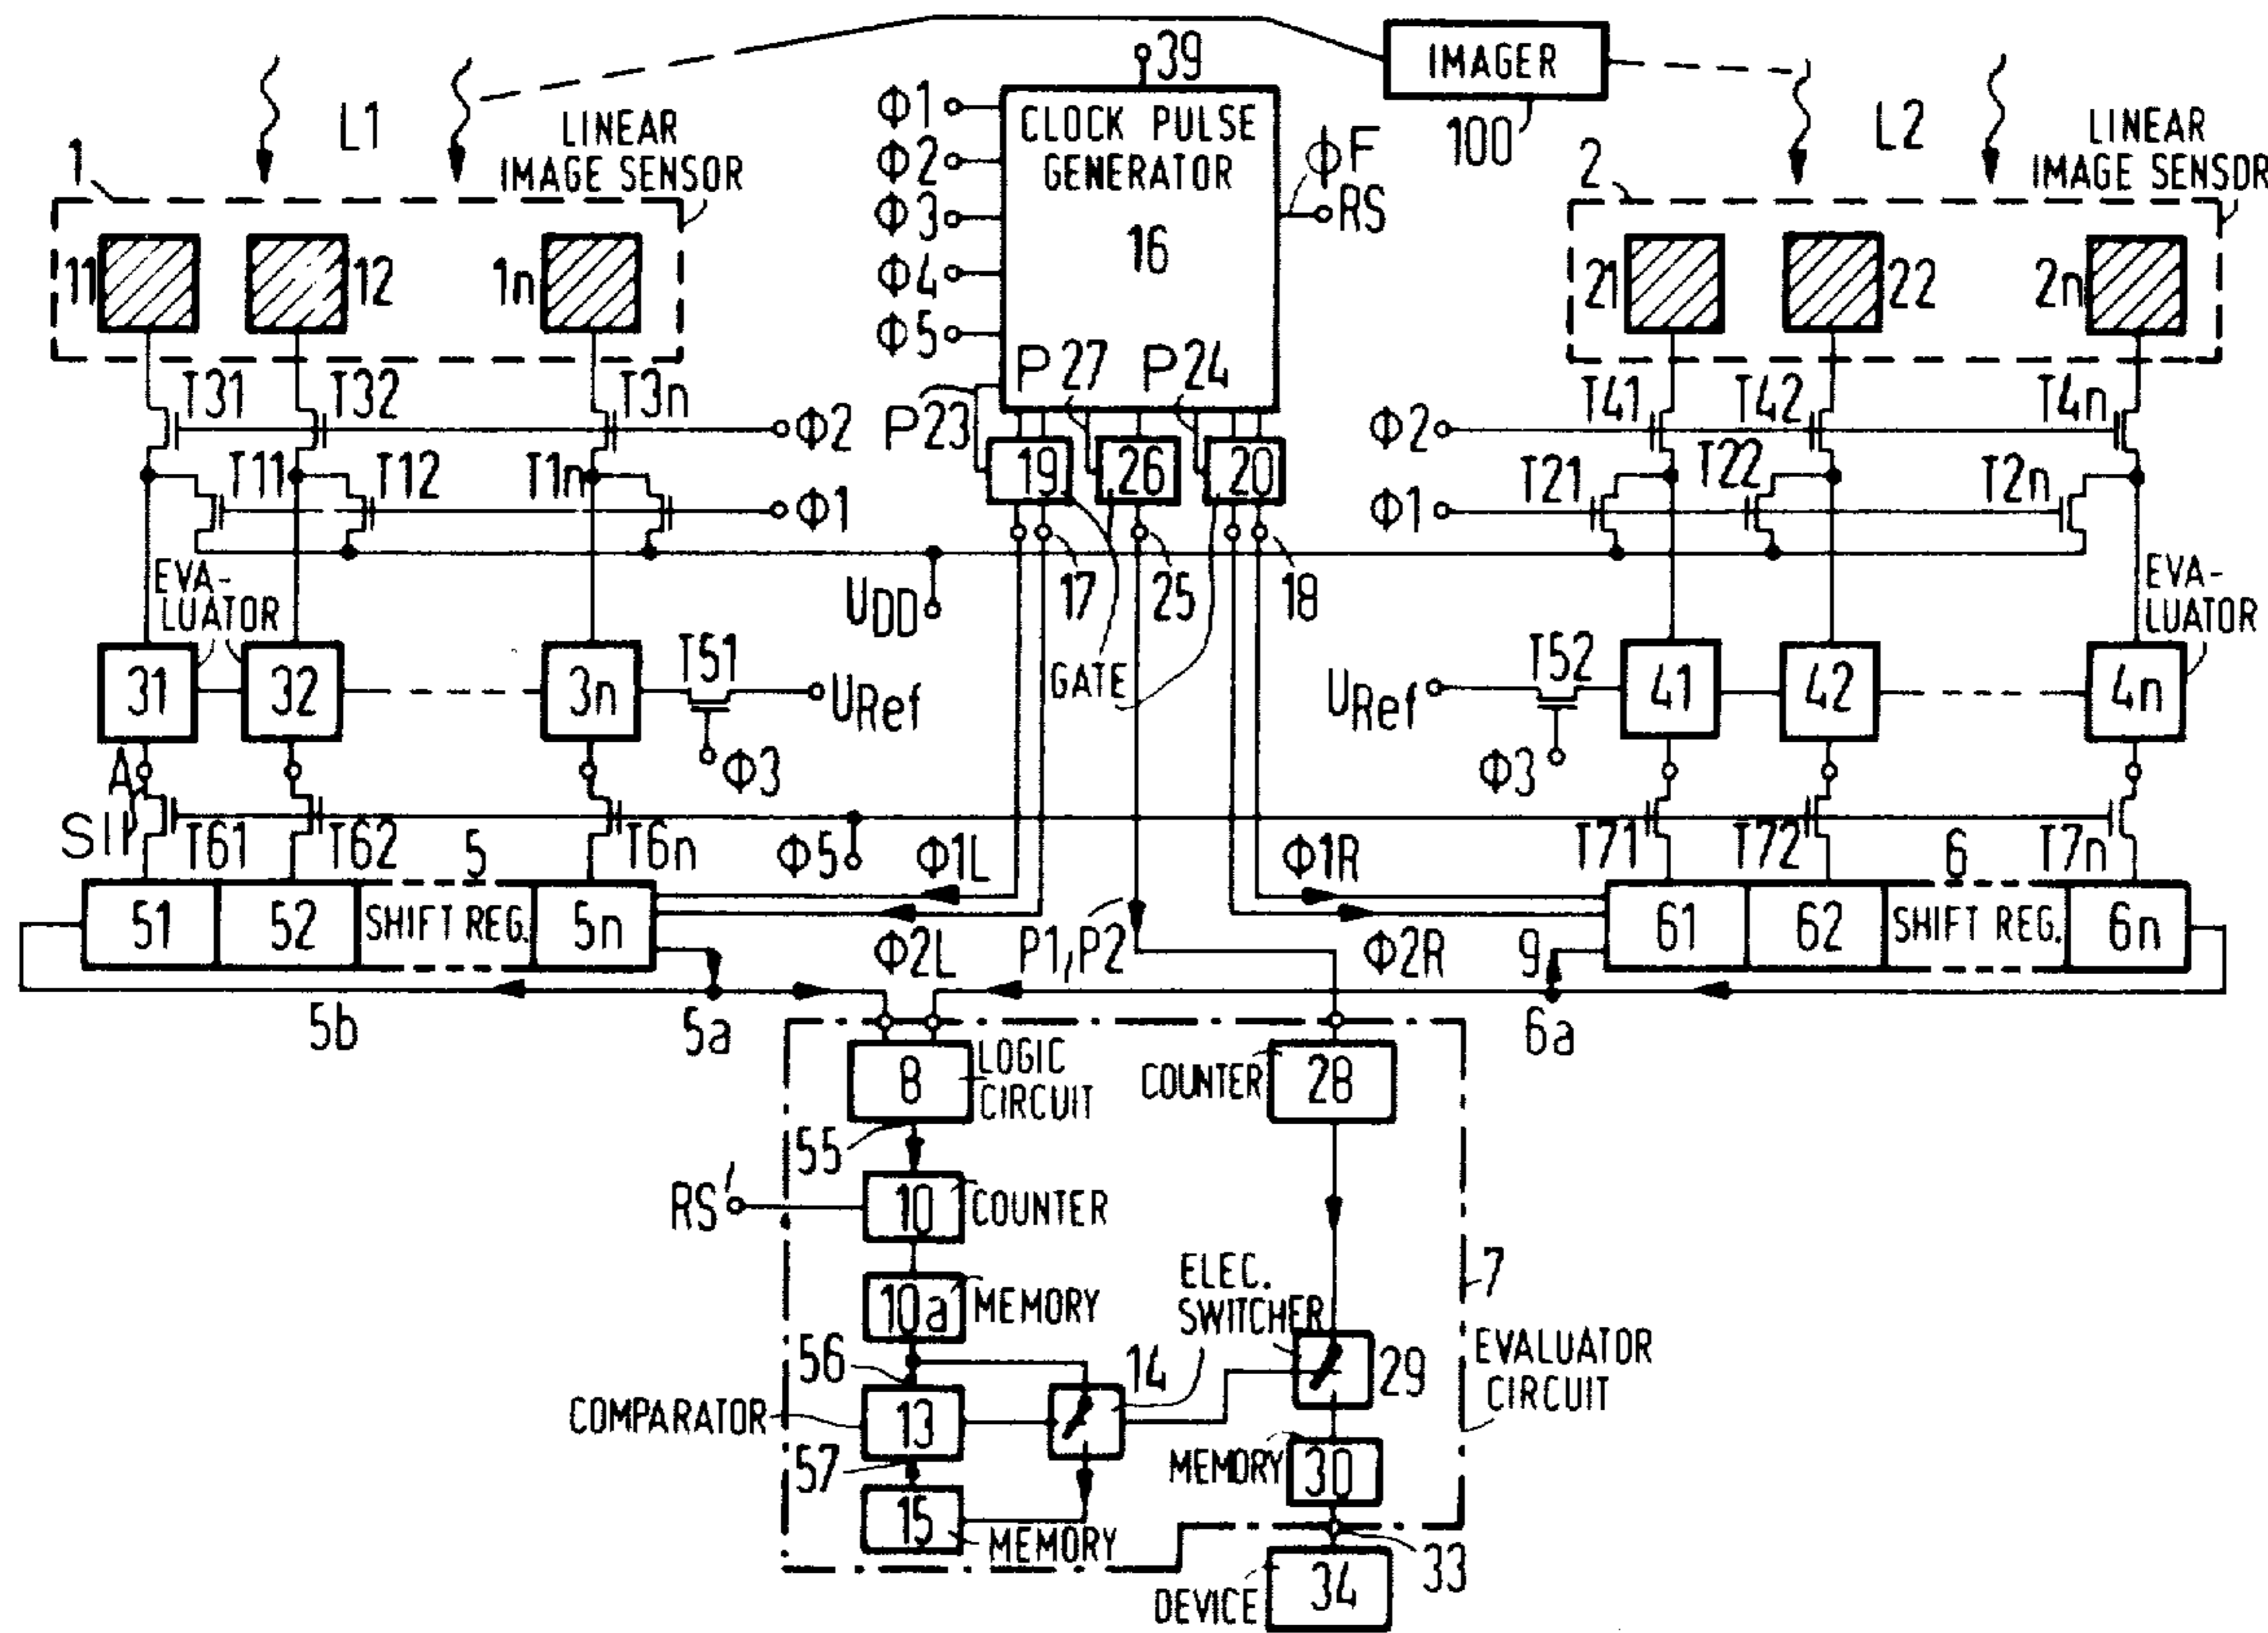 IMAGER
100
39
Φ1
Φ2
Φ3
Φ4
Φ5
CLOCK PULSE
GENERATOR
16
ϕF
RS
L1
LINEAR
IMAGE SENSOR
1
11
12
1n
L2
LINEAR
IMAGE SENSOR
2
21
22
2n
P23
P27
P24
19
26
20
T31
T32
T3n
Φ2
T11
T12
T1n
Φ1
Φ2
T41
T42
T4n
Φ1
T21
T22
T2n
17
25
18
UDD
GATE
EVA-
LUATOR
31
32
3n
T51
URef
Φ3
URef
T52
Φ3
41
42
4n
EVA-
LUATOR
A
S11
T61
T62
T6n
Φ5
T71
T72
T7n
5
51
52
SHIFT REG.
5n
Φ1L
Φ2L
P1,P2
Φ1R
Φ2R
6
61
62
SHIFT REG.
6n
9
5b
5a
6a
8
LOGIC
CIRCUIT
COUNTER
28
55
RS'
10
COUNTER
10a
MEMORY
56
COMPARATOR
13
14
ELEC.
SWITCHER
29
7
EVALUATOR
CIRCUIT
57
15
MEMORY
MEMORY
30
33
DEVICE
34